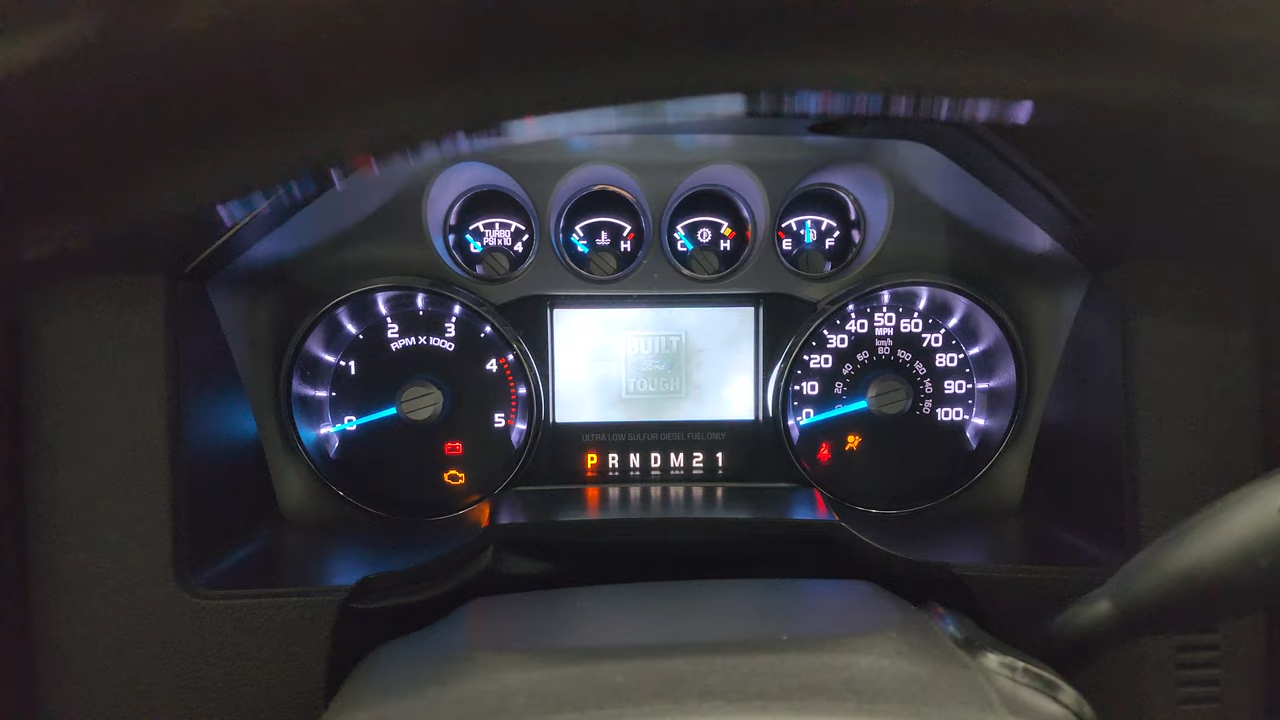 TURBO
PSI x 10
0 4
C H
C H
E F
0 1 2 3 4 5
RPM X 1000
BUILT
Ford
TOUGH
ULTRA LOW SULFUR DIESEL FUEL ONLY
P R N D M 2 1
0 10 20 30 40 50 60 70 80 90 100
MPH
km/h
20 40 60 80 100 120 140 160